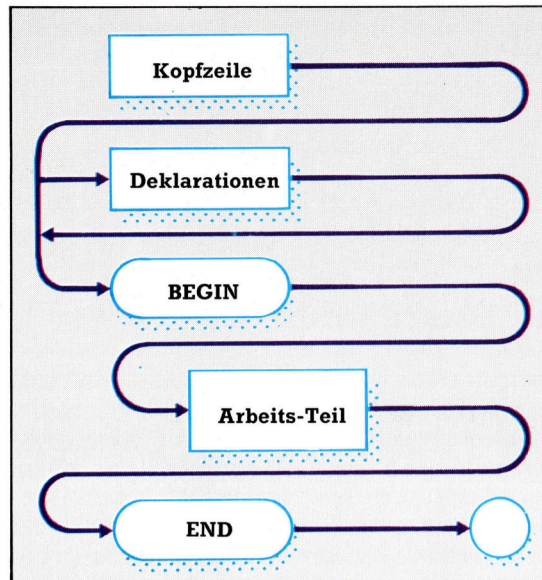 Kopfzeile
Deklarationen
BEGIN
Arbeits-Teil
END